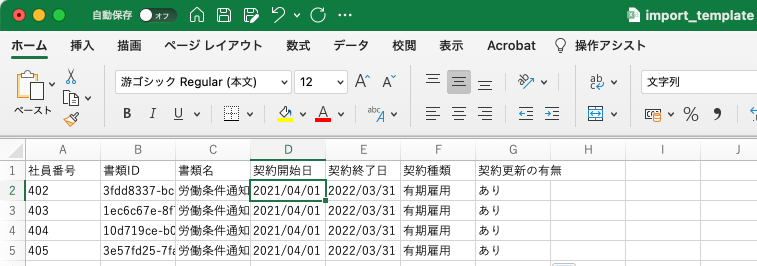 自動保存 オフ import_template
ホーム 挿入 描画 ページ レイアウト 数式 データ 校閲 表示 Acrobat 操作アシスト
ペースト 游ゴシック Regular (本文) 12 A A ab c 文字列
B I U A abc A % 9
A B C D E F G H I J
1 社員番号 書類ID 書類名 契約開始日 契約終了日 契約種類 契約更新の有無
2 402 3fdd8337-bc 労働条件通知 2021/04/01 2022/03/31 有期雇用 あり
3 403 1ec6c67e-8f 労働条件通知 2021/04/01 2022/03/31 有期雇用 あり
4 404 10d719ce-b0 労働条件通知 2021/04/01 2022/03/31 有期雇用 あり
5 405 3e57fd25-7fa 労働条件通知 2021/04/01 2022/03/31 有期雇用 あり